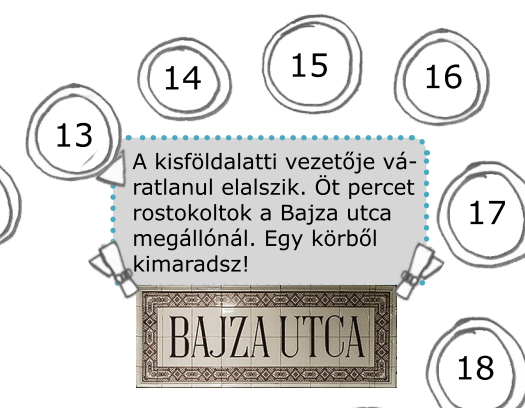 13
14
15
16
17
18
A kisföldalatti vezetője vá-
ratlanul elalszik. Öt percet
rostokoltok a Bajza utca
megállónál. Egy körből
kimaradsz!
BAJZA UTCA